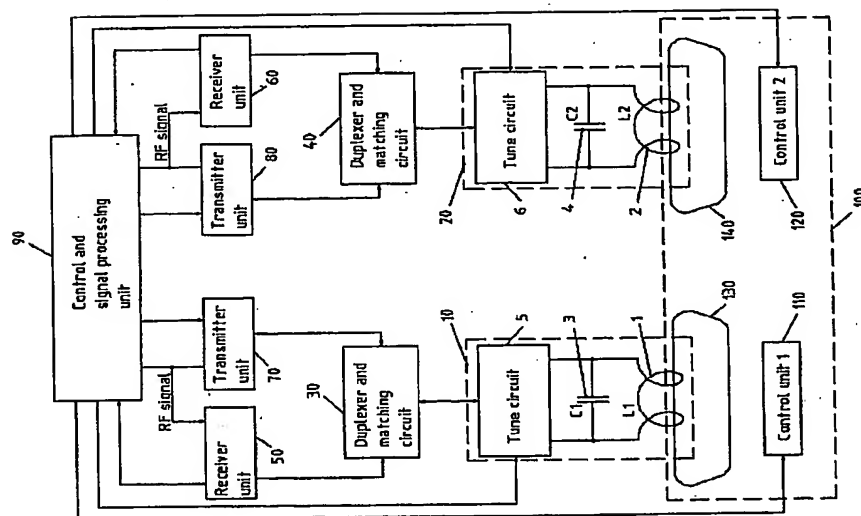 90
Control and
signal processing
unit
RF signal
RF signal
Receiver
unit
50
Transmitter
unit
70
Transmitter
unit
80
Receiver
unit
60
30
Duplexer and
matching
circuit
40
Duplexer and
matching
circuit
10
Tune circuit
5
20
Tune circuit
6
C1
3
C2
4
L1
1
L2
2
130
140
Control unit 1
110
Control unit 2
120
100